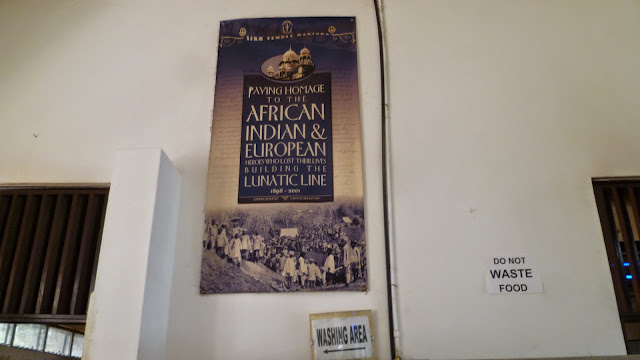 SIKH TEMPLE MAKINDU
PAYING HOMAGE
TO THE
AFRICAN
INDIAN &
EUROPEAN
HEROES WHO LOST THEIR LIVES
BUILDING THE
LUNATIC LINE
1896 - 2001
DO NOT
WASTE
FOOD
WASHING AREA